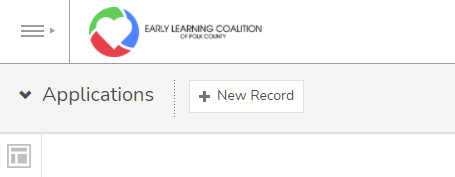 EARLY LEARNING COALITION
OF POLK COUNTY
Applications
New Record